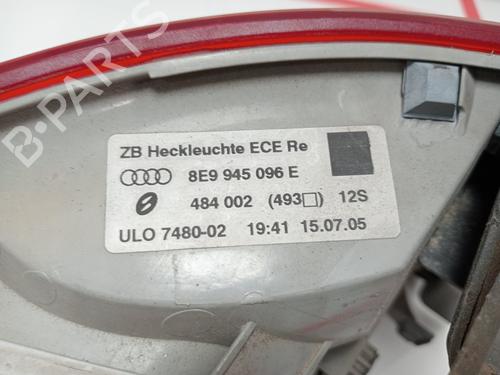 B-PARTS
ZB Heckleuchte ECE Re
8E9 945 096 E
484 002 (493□) 12S
ULO 7480-02 19:41 15.07.05